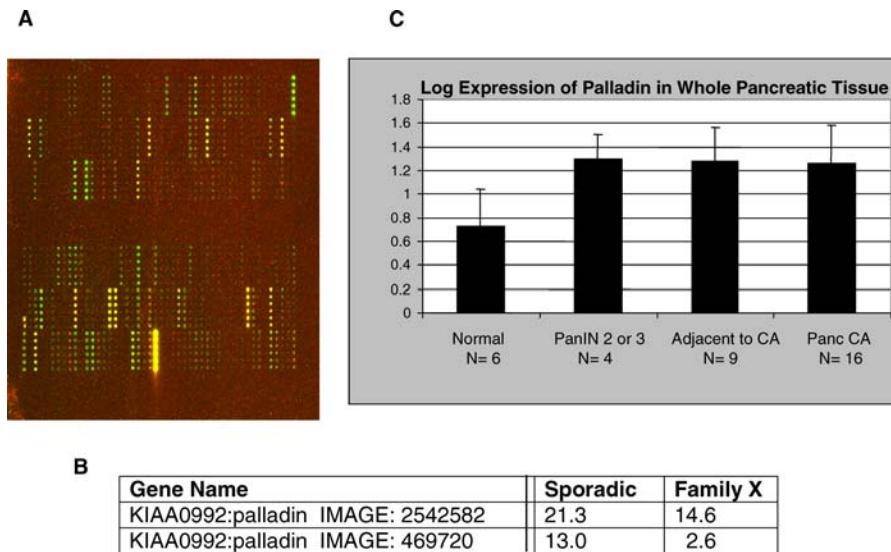 A
C
Log Expression of Palladin in Whole Pancreatic Tissue
1.8
1.6
1.4
1.2
1
0.8
0.6
0.4
0.2
0
Normal PanIN 2 or 3 Adjacent to CA Panc CA
N= 6 N= 4 N= 9 N= 16
B
Gene Name Sporadic Family X
KIAA0992:palladin IMAGE: 2542582 21.3 14.6
KIAA0992:palladin IMAGE: 469720 13.0 2.6